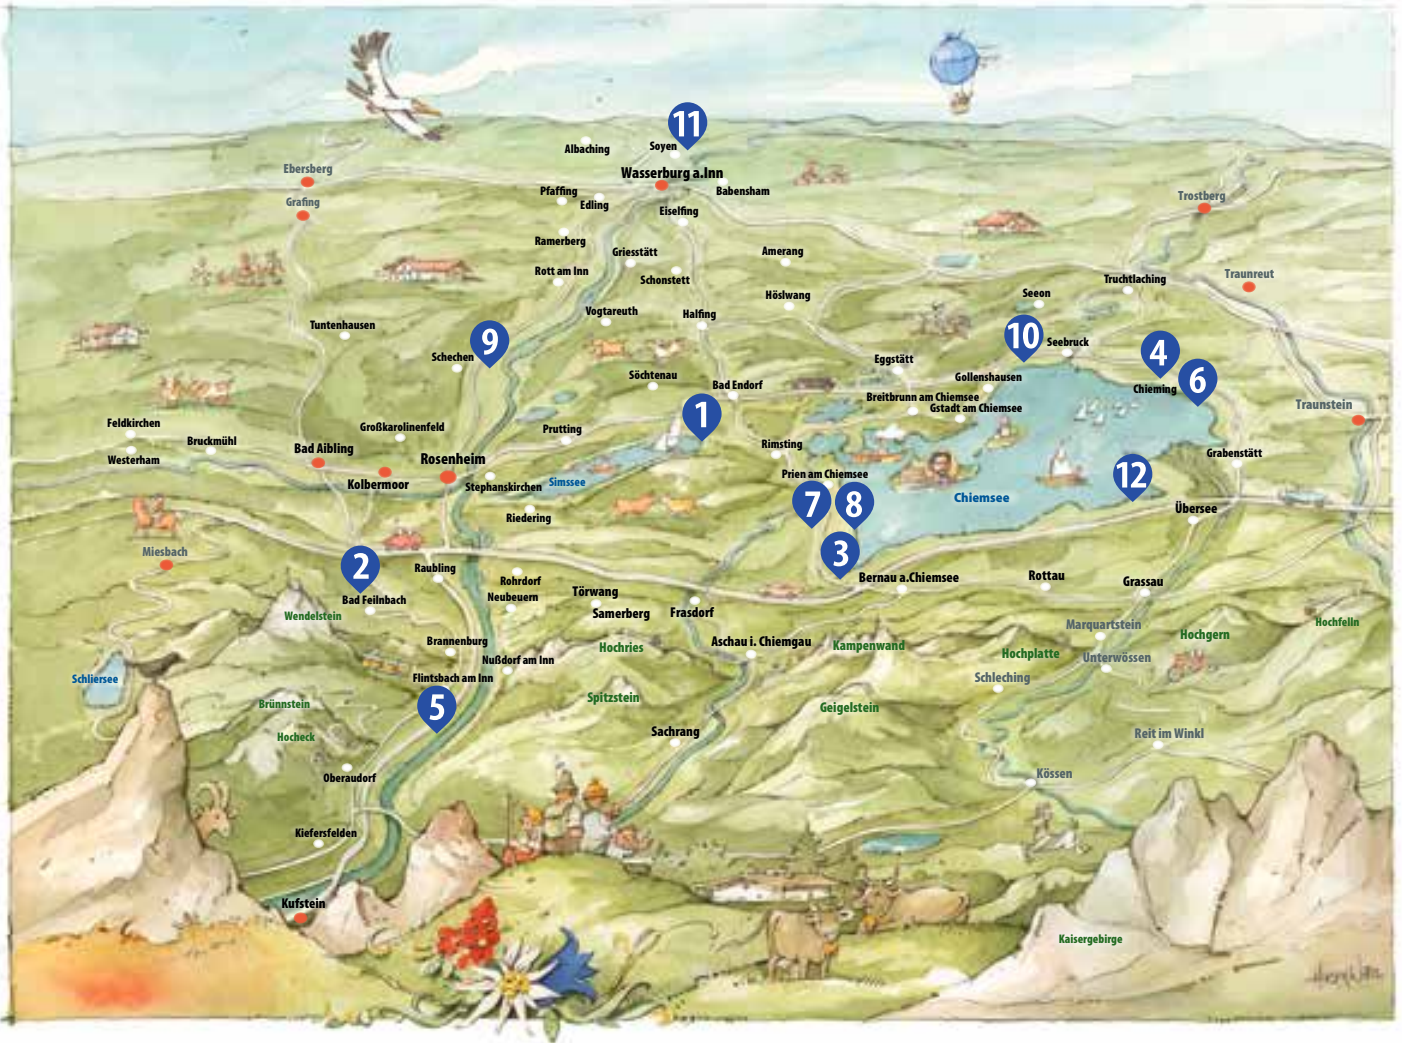 11
Albaching
Soyen
Ebersberg
Wasserburg a.Inn
Pfaffing
Babensham
Grafing
Edling
Trostberg
Eiselfing
Ramerberg
Griesstätt
Amerang
Rott am Inn
Schonstett
Truchtlaching
Traunreut
Höslwang
Seeon
Vogtareuth
Halfing
Tuntenhausen
9
10
Seebruck
4
Schechen
Eggstätt
Söchtenau
Bad Endorf
Gollenshausen
Chieming
6
Breitbrunn am Chiemsee
Gstadt am Chiemsee
Traunstein
1
Feldkirchen
Großkarolinenfeld
Prutting
Bruckmühl
Bad Aibling
Rimsting
Westerham
Rosenheim
Grabenstätt
Kolbermoor
Stephanskirchen
Simssee
Prien am Chiemsee
12
7
8
Chiemsee
Riedering
Übersee
Miesbach
2
3
Raubling
Rohrdorf
Bernau a.Chiemsee
Rottau
Grassau
Bad Feilnbach
Neubeuern
Törwang
Samerberg
Frasdorf
Wendelstein
Marquartstein
Hochgern
Hochfelln
Brannenburg
Hochries
Aschau i. Chiemgau
Kampenwand
Hochplatte
Unterwössen
Nußdorf am Inn
Schliersee
Flintsbach am Inn
Schleching
Brünnstein
5
Spitzstein
Geigelstein
Hocheck
Sachrang
Reit im Winkl
Oberaudorf
Kössen
Kiefersfelden
Kufstein
Kaisergebirge